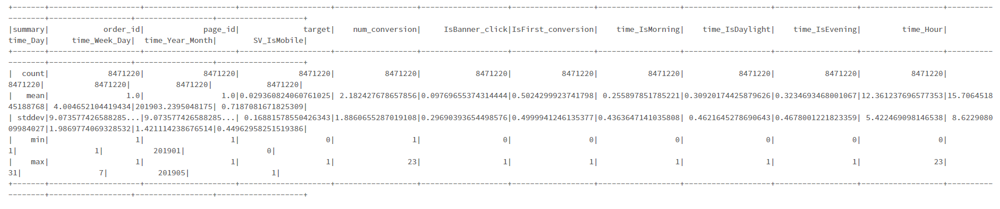 +-------+--------------------+--------------------+--------------------+------------------+-------------------+------------------+------------------+-------------------+------------------+------------------+----------
--------+------------------+-----------------+-------------------+
|summary|            order_id|             page_id|              target|    num_conversion|     IsBanner_click|IsFirst_conversion|    time_IsMorning|    time_IsDaylight|    time_IsEvening|         time_Hour|
time_Day|     time_Week_Day|  time_Year_Month|        SV_IsMobile|
+-------+--------------------+--------------------+--------------------+------------------+-------------------+------------------+------------------+-------------------+------------------+------------------+----------
--------+------------------+-----------------+-------------------+
|  count|             8471220|             8471220|             8471220|           8471220|            8471220|           8471220|           8471220|            8471220|           8471220|           8471220|
8471220|           8471220|          8471220|            8471220|
|   mean|                 1.0|                 1.0|0.029360824060761025| 2.182427678657856|0.09769655374314444|0.5024299923741798| 0.255897851785221|0.30920174425879626|0.3234693468001067|12.361237696577353|15.7064518
45188768| 4.004652104419434|201903.2395048175| 0.7187081671825309|
| stddev|9.073577426588285...|9.073577426588285...| 0.16881578550426343|1.8860655287019108|0.29690393654498576|0.4999941246135377|0.4363647141035808| 0.4621645278690643|0.4678001221823359| 5.422469098146538| 8.6229080
09984027|1.9869774069328532|1.421114238676514|0.44962958251519386|
|    min|                   1|                   1|                   0|                 1|                  0|                 0|                 0|                  0|                 0|                 0|
1|                 1|           201901|                  0|
|    max|                   1|                   1|                   1|                23|                  1|                 1|                 1|                  1|                 1|                23|
31|                 7|           201905|                  1|
+-------+--------------------+--------------------+--------------------+------------------+-------------------+------------------+------------------+-------------------+------------------+------------------+----------
--------+------------------+-----------------+-------------------+